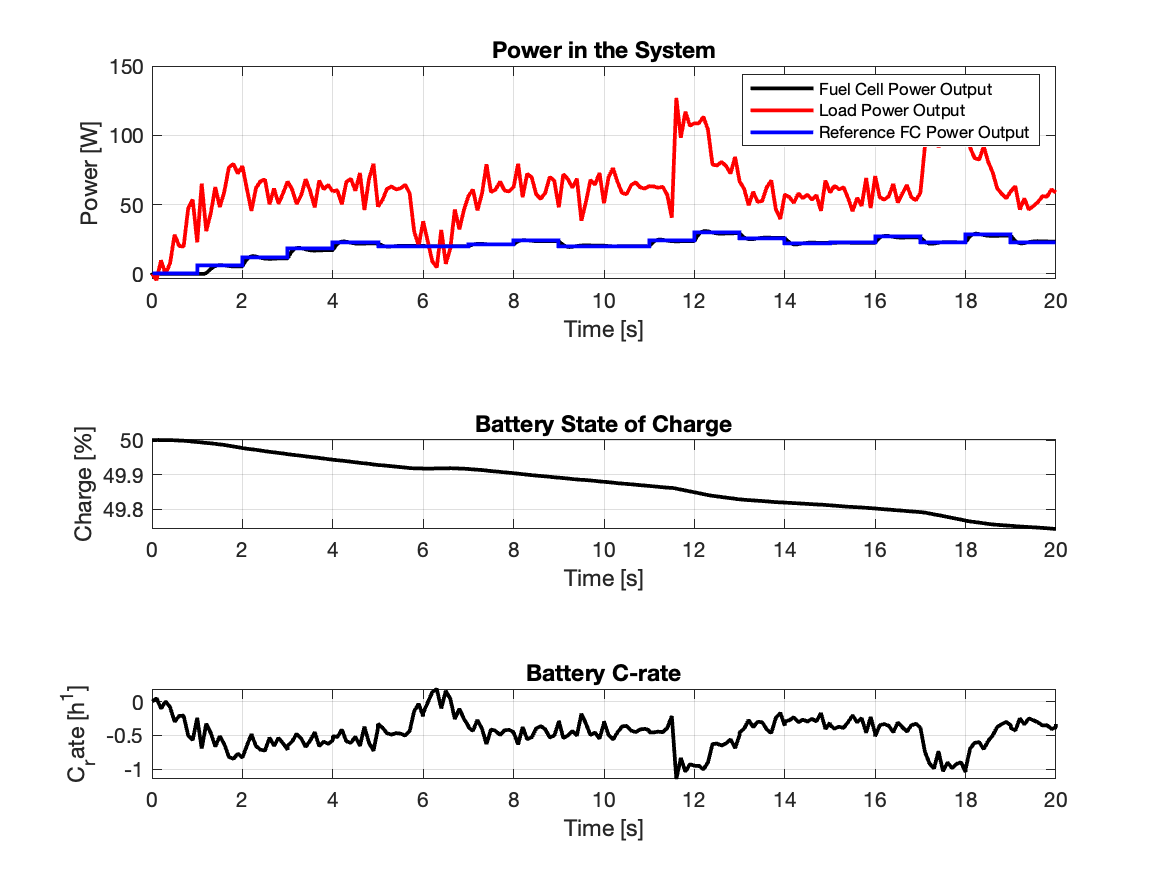 Power in the System
150
100
50
0
Power [W]
Fuel Cell Power Output
Load Power Output
Reference FC Power Output
0 2 4 6 8 10 12 14 16 18 20
Time [s]
Battery State of Charge
50
49.9
49.8
Charge [%]
0 2 4 6 8 10 12 14 16 18 20
Time [s]
Battery C-rate
0
-0.5
-1
C_rate [h^1]
0 2 4 6 8 10 12 14 16 18 20
Time [s]